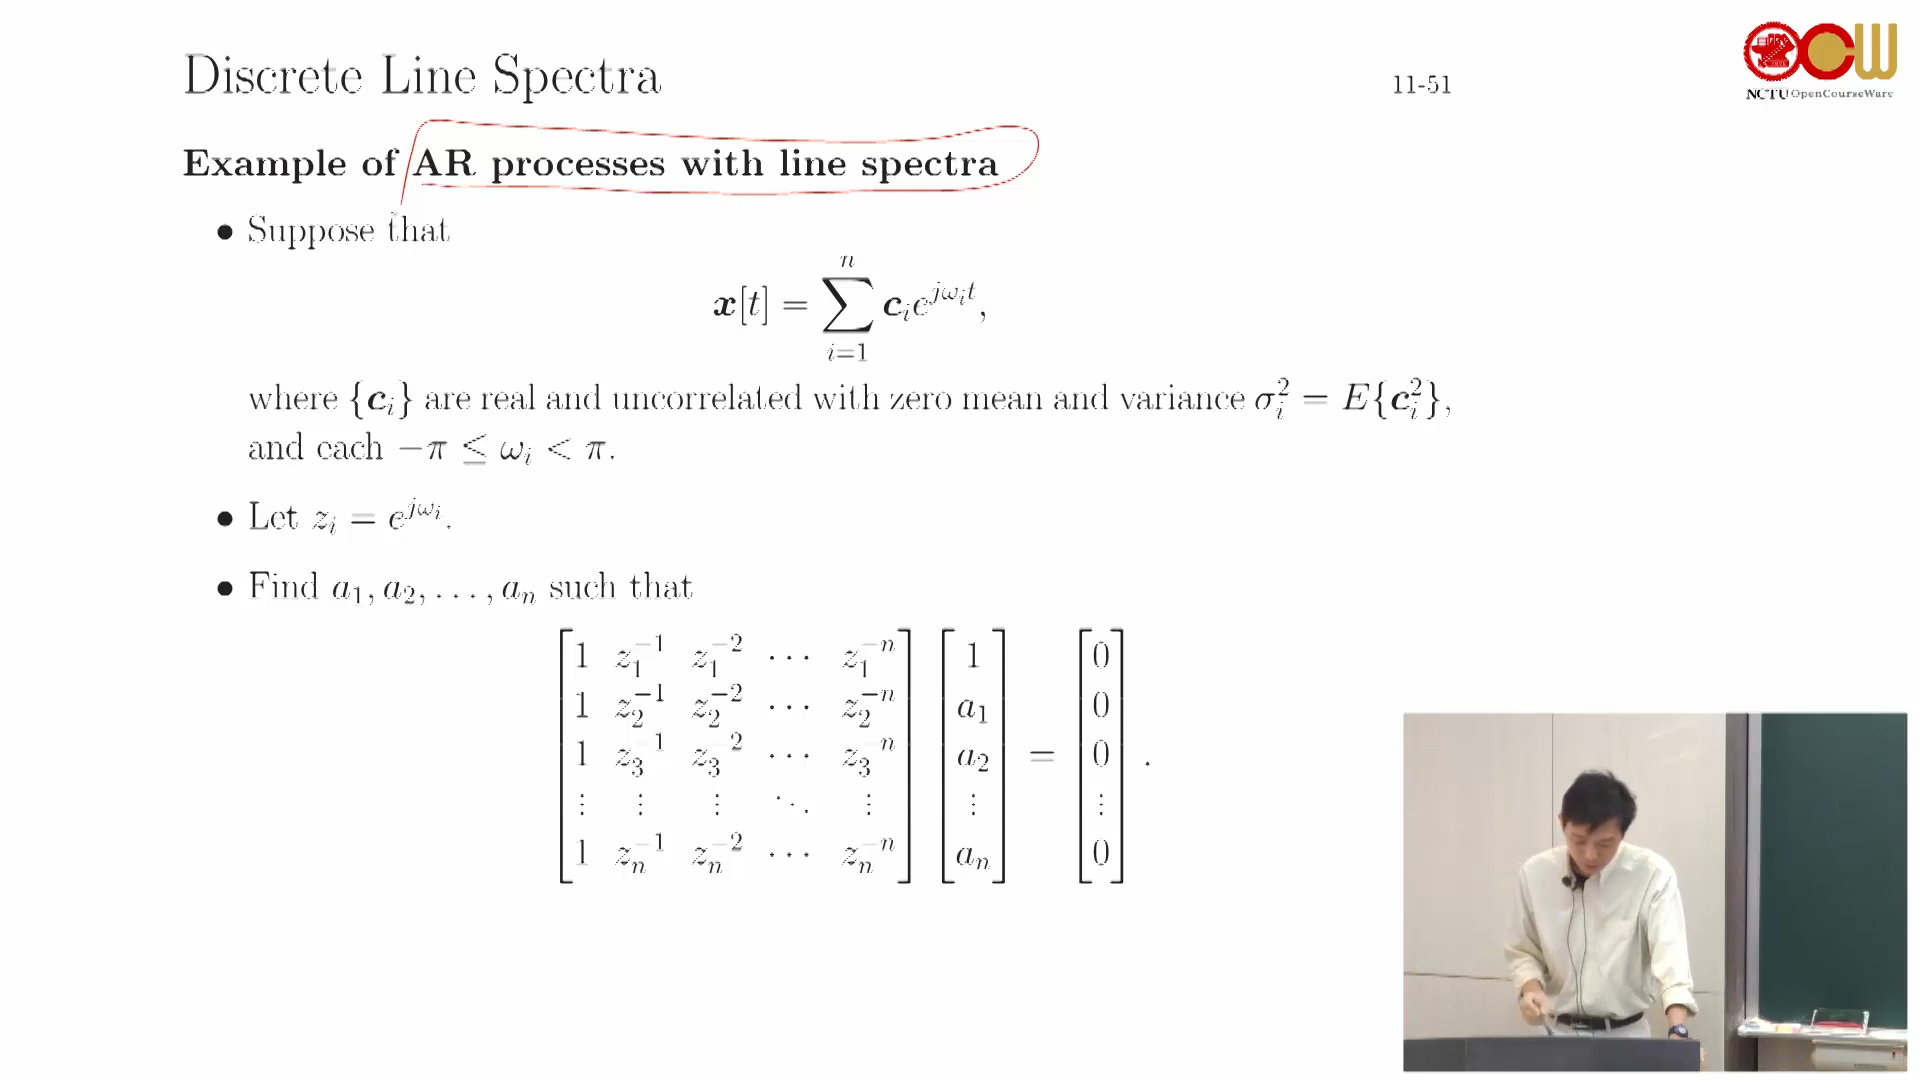 Discrete Line Spectra
11-51
NCTU OpenCourseWare
Example of AR processes with line spectra
• Suppose that
x[t] = \sum_{i=1}^{n} c_i e^{jω_i t},
where {c_i} are real and uncorrelated with zero mean and variance σ_i^2 = E{c_i^2},
and each −π ≤ ω_i < π.
• Let z_i = e^{jω_i}.
• Find a_1, a_2, . . . , a_n such that
[1 z_1^{-1} z_1^{-2} ⋯ z_1^{-n}] [1] [0]
[1 z_2^{-1} z_2^{-2} ⋯ z_2^{-n}] [a_1] [0]
[1 z_3^{-1} z_3^{-2} ⋯ z_3^{-n}] [a_2] = [0] .
[⋮ ⋮ ⋮ ⋱ ⋮] [⋮] [⋮]
[1 z_n^{-1} z_n^{-2} ⋯ z_n^{-n}] [a_n] [0]